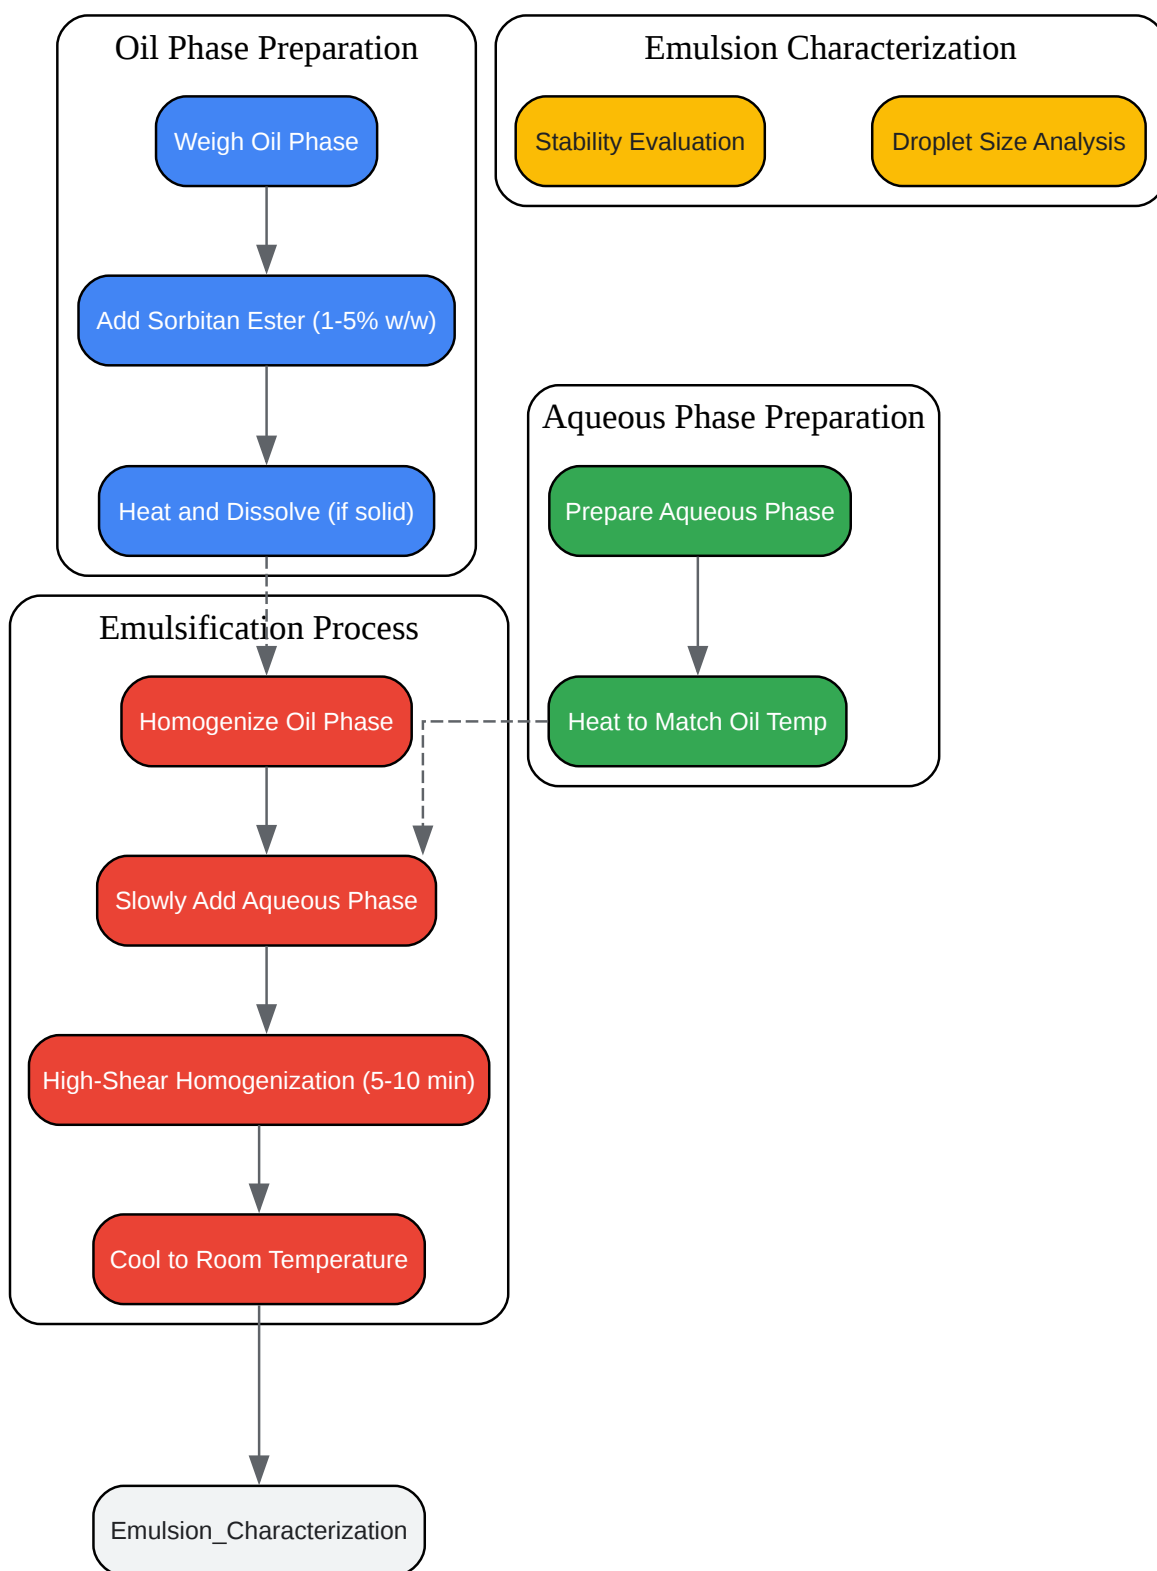 Oil Phase Preparation
Weigh Oil Phase
Add Sorbitan Ester (1-5% w/w)
Heat and Dissolve (if solid)
Emulsion Characterization
Stability Evaluation
Droplet Size Analysis
Aqueous Phase Preparation
Prepare Aqueous Phase
Heat to Match Oil Temp
Emulsification Process
Homogenize Oil Phase
Slowly Add Aqueous Phase
High-Shear Homogenization (5-10 min)
Cool to Room Temperature
Emulsion_Characterization